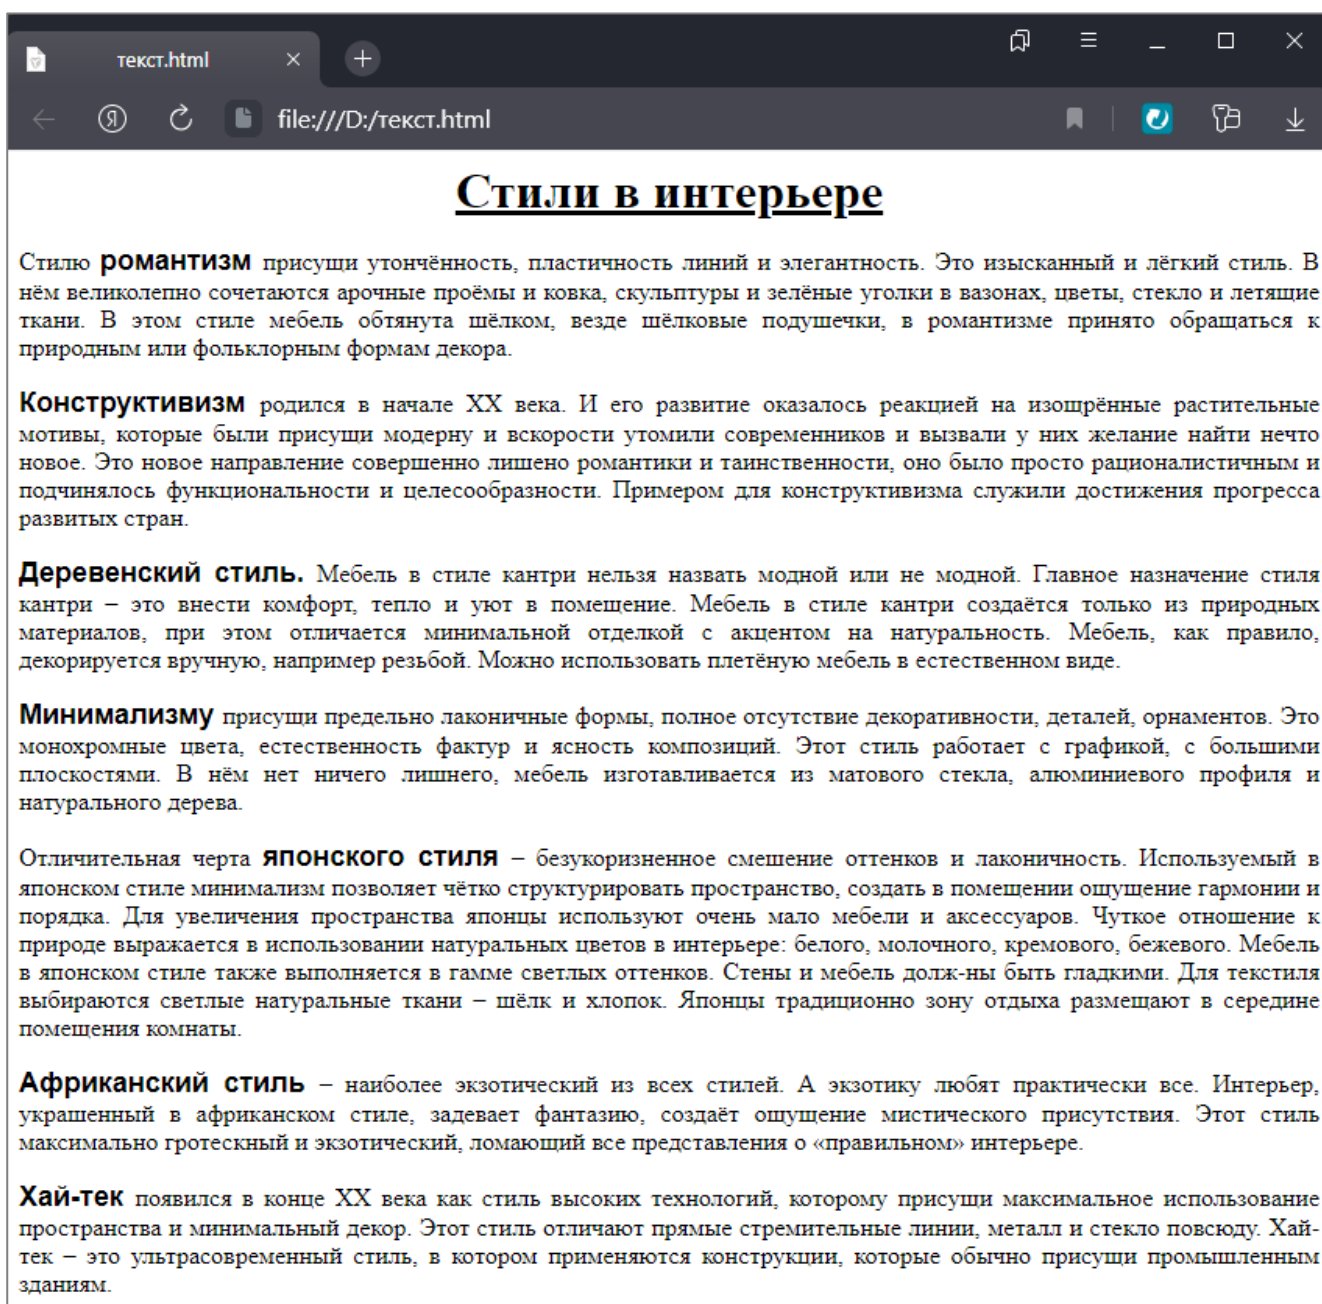 текст.html
file:///D:/текст.html
Стили в интерьере
Стилю романтизм присущи утончённость, пластичность линий и элегантность. Это изысканный и лёгкий стиль. В
нём великолепно сочетаются арочные проёмы и ковка, скульптуры и зелёные уголки в вазонах, цветы, стекло и летящие
ткани. В этом стиле мебель обтянута шёлком, везде шёлковые подушечки, в романтизме принято обращаться к
природным или фольклорным формам декора.
Конструктивизм родился в начале XX века. И его развитие оказалось реакцией на изощрённые растительные
мотивы, которые были присущи модерну и вскорости утомили современников и вызвали у них желание найти нечто
новое. Это новое направление совершенно лишено романтики и таинственности, оно было просто рационалистичным и
подчинялось функциональности и целесообразности. Примером для конструктивизма служили достижения прогресса
развитых стран.
Деревенский стиль. Мебель в стиле кантри нельзя назвать модной или не модной. Главное назначение стиля
кантри – это внести комфорт, тепло и уют в помещение. Мебель в стиле кантри создаётся только из природных
материалов, при этом отличается минимальной отделкой с акцентом на натуральность. Мебель, как правило,
декорируется вручную, например резьбой. Можно использовать плетёную мебель в естественном виде.
Минимализму присущи предельно лаконичные формы, полное отсутствие декоративности, деталей, орнаментов. Это
монохромные цвета, естественность фактур и ясность композиций. Этот стиль работает с графикой, с большими
плоскостями. В нём нет ничего лишнего, мебель изготавливается из матового стекла, алюминиевого профиля и
натурального дерева.
Отличительная черта японского стиля – безукоризненное смешение оттенков и лаконичность. Используемый в
японском стиле минимализм позволяет чётко структурировать пространство, создать в помещении ощущение гармонии и
порядка. Для увеличения пространства японцы используют очень мало мебели и аксессуаров. Чуткое отношение к
природе выражается в использовании натуральных цветов в интерьере: белого, молочного, кремового, бежевого. Мебель
в японском стиле также выполняется в гамме светлых оттенков. Стены и мебель долж-ны быть гладкими. Для текстиля
выбираются светлые натуральные ткани – шёлк и хлопок. Японцы традиционно зону отдыха размещают в середине
помещения комнаты.
Африканский стиль – наиболее экзотический из всех стилей. А экзотику любят практически все. Интерьер,
украшенный в африканском стиле, задевает фантазию, создаёт ощущение мистического присутствия. Этот стиль
максимально гротескный и экзотический, ломающий все представления о «правильном» интерьере.
Хай-тек появился в конце XX века как стиль высоких технологий, которому присущи максимальное использование
пространства и минимальный декор. Этот стиль отличают прямые стремительные линии, металл и стекло повсюду. Хай-
тек – это ультрасовременный стиль, в котором применяются конструкции, которые обычно присущи промышленным
зданиям.